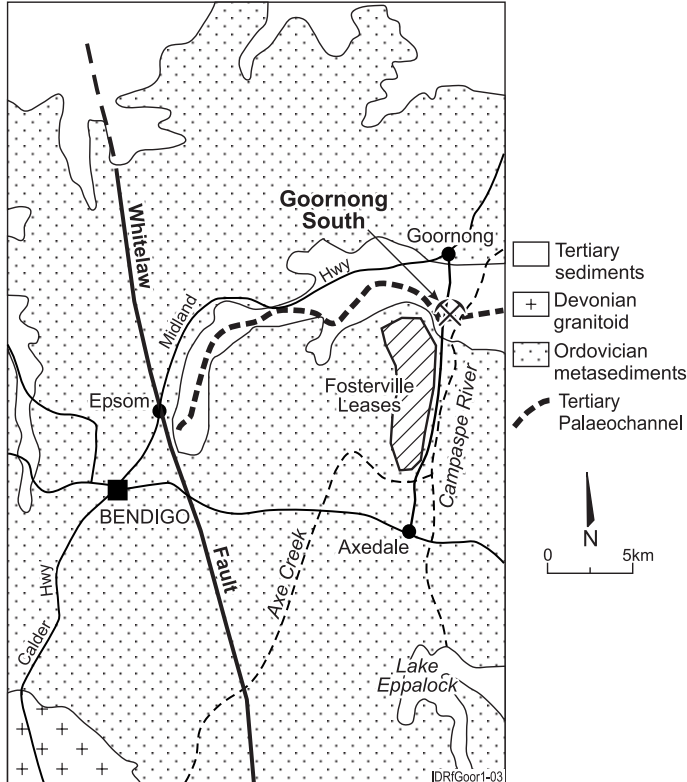 Whitelaw
Goornong
South
Goornong
Hwy
Midland
Epsom
Fosterville
Leases
Campaspe River
BENDIGO
Axedale
Axe Creek
Fault
Hwy
Calder
Lake
Eppalock
IDRfGoor1-03
Tertiary
sediments
Devonian
granitoid
Ordovician
metasediments
Tertiary
Palaeochannel
N
0 5km